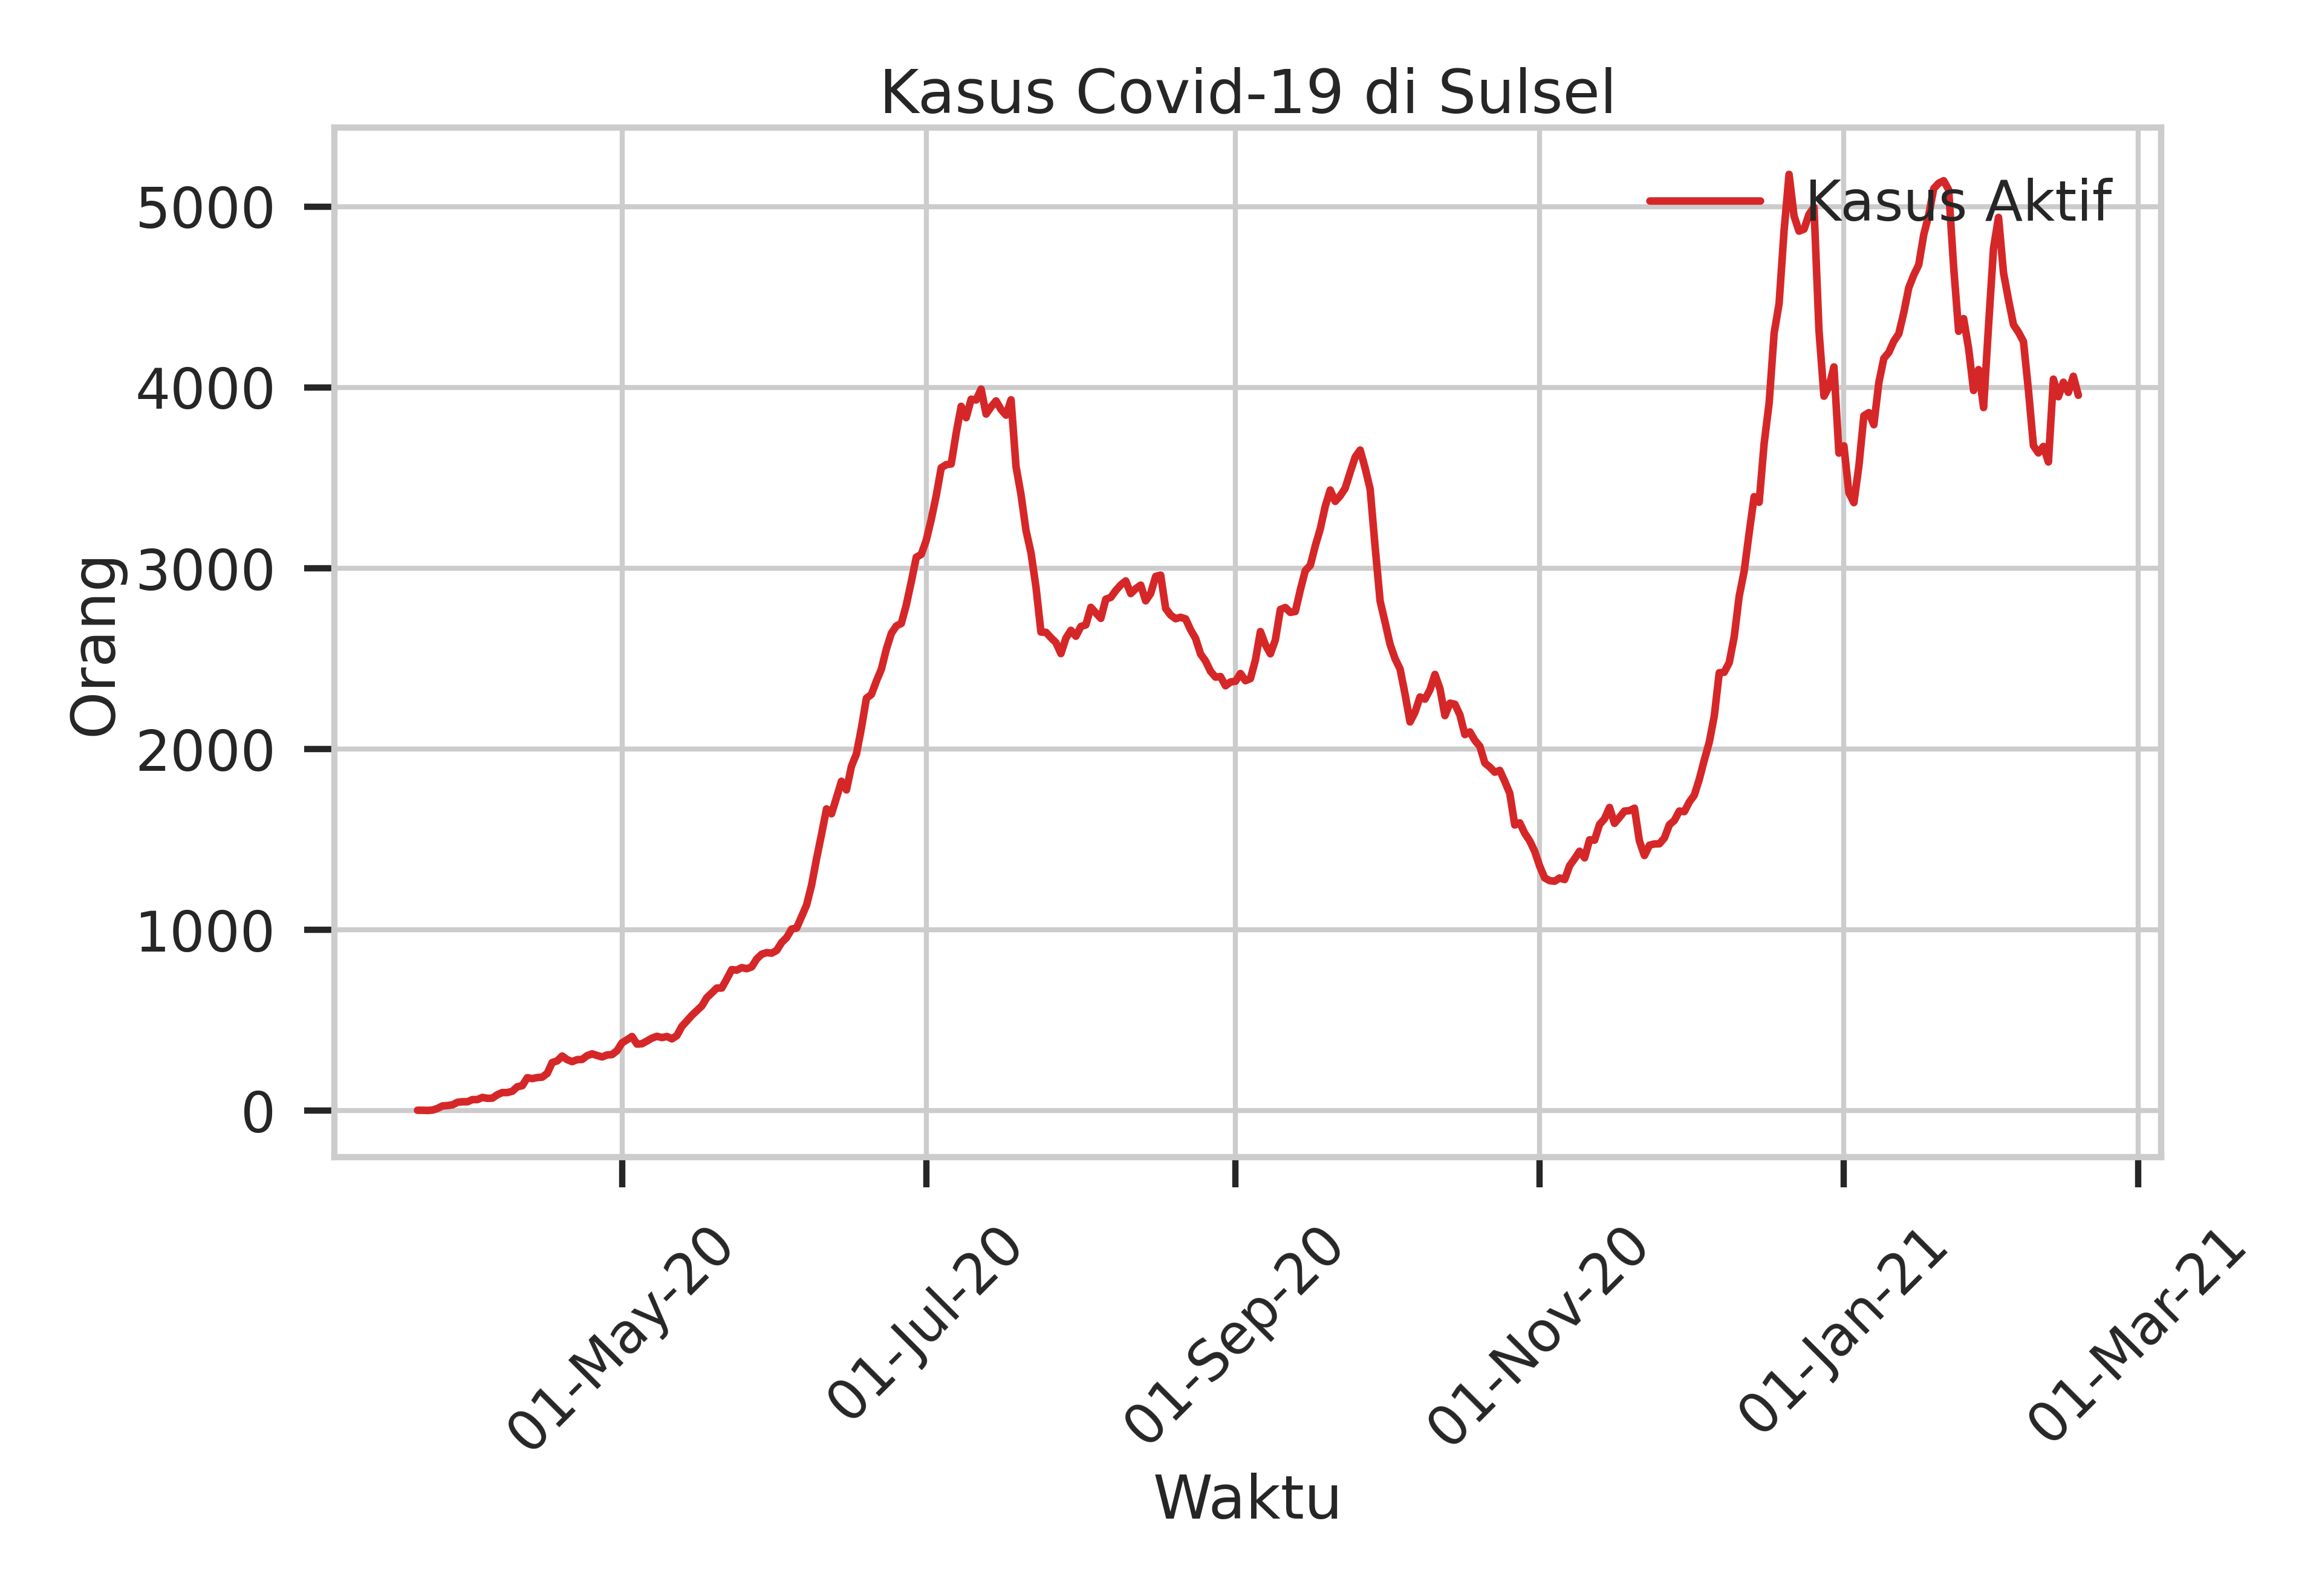 Kasus Covid-19 di Sulsel
Kasus Aktif
5000
4000
3000
2000
1000
0
Orang
01-May-20
01-Jul-20
01-Sep-20
01-Nov-20
01-Jan-21
01-Mar-21
Waktu